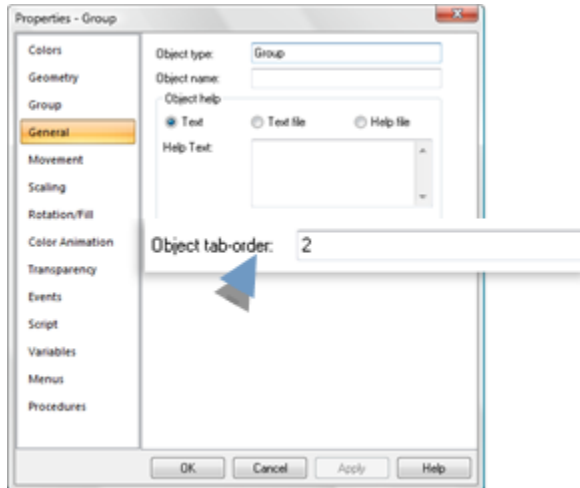 Properties - Group
Colors
Geometry
Group
General
Movement
Scaling
Rotation/Fill
Color Animation
Transparency
Events
Script
Variables
Menus
Procedures
Object type: Group
Object name:
Object help
Text Text file Help file
Help Text:
Object tab-order: 2
OK Cancel Apply Help